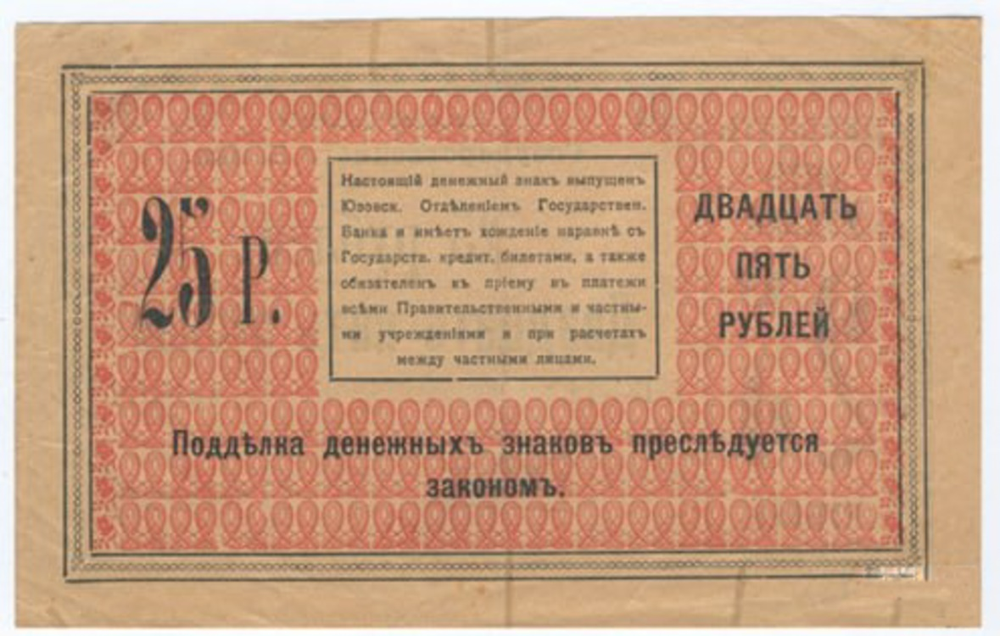 25 Р.
Настоящій денежный знакъ выпущенъ
Юзовск. Отдѣленіемъ Государствен.
Банка и имѣетъ хожденіе наравнѣ съ
Государств. кредит. билетами, а также
обязателенъ къ пріему въ платежи
всѣми Правительственными и частны-
ми учрежденіями и при расчетахъ
между частными лицами.
ДВАДЦАТЬ
ПЯТЬ
РУБЛЕЙ
Поддѣлка денежныхъ знаковъ преслѣдуется
закономъ.